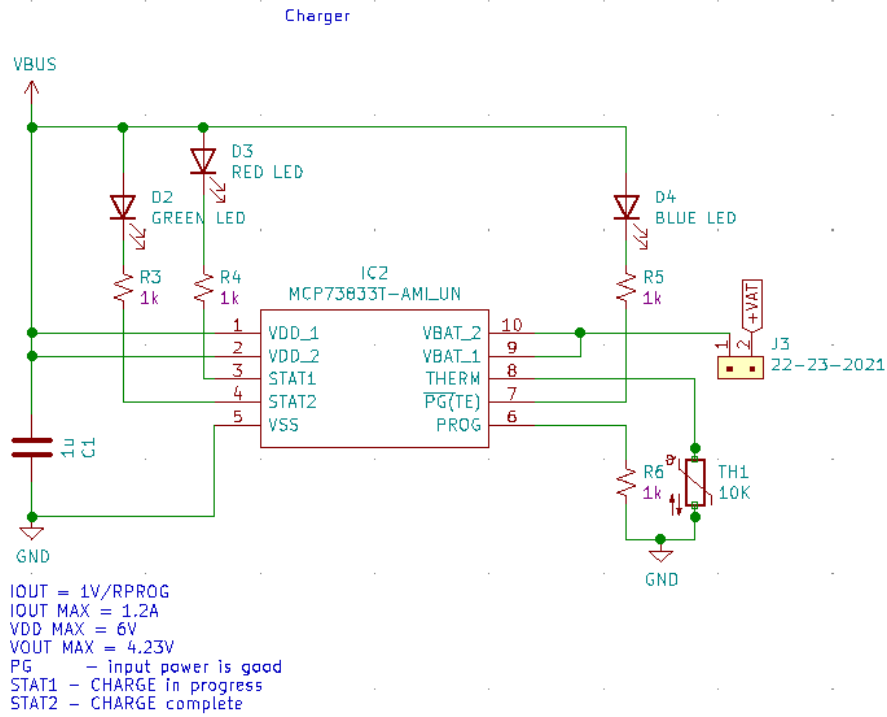 Charger
VBUS
D3
RED LED
D2
GREEN LED
D4
BLUE LED
R3
1k
R4
1k
R5
1k
IC2
MCP73833T-AMI_UN
1 VDD_1
2 VDD_2
3 STAT1
4 STAT2
5 VSS
VBAT_2 10
VBAT_1 9
THERM 8
PG(TE) 7
PROG 6
+VAT
1 2
J3
22-23-2021
1u
C1
R6
1k
TH1
10K
GND
GND
IOUT = 1V/RPROG
IOUT MAX = 1.2A
VDD MAX = 6V
VOUT MAX = 4.23V
PG - input power is good
STAT1 - CHARGE in progress
STAT2 - CHARGE complete